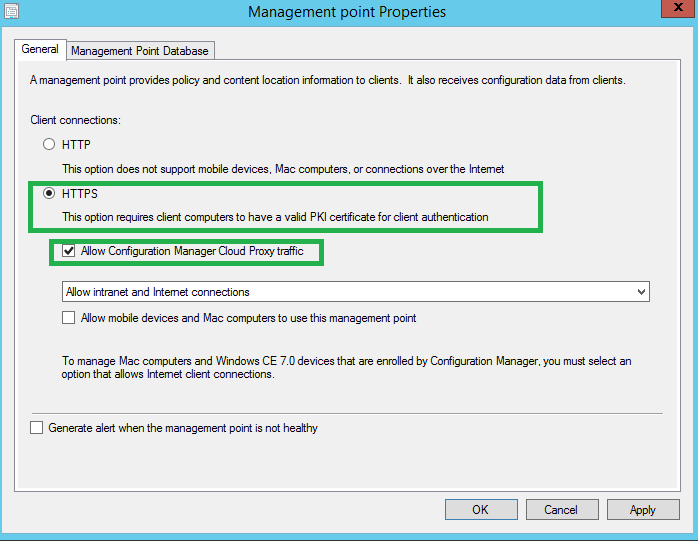 Management point Properties
x
General
Management Point Database
A management point provides policy and content location information to clients. It also receives configuration data from clients.
Client connections:
HTTP
This option does not support mobile devices, Mac computers, or connections over the Internet
HTTPS
This option requires client computers to have a valid PKI certificate for client authentication
Allow Configuration Manager Cloud Proxy traffic
Allow intranet and Internet connections
Allow mobile devices and Mac computers to use this management point
To manage Mac computers and Windows CE 7.0 devices that are enrolled by Configuration Manager, you must select an
option that allows Internet client connections.
Generate alert when the management point is not healthy
OK
Cancel
Apply